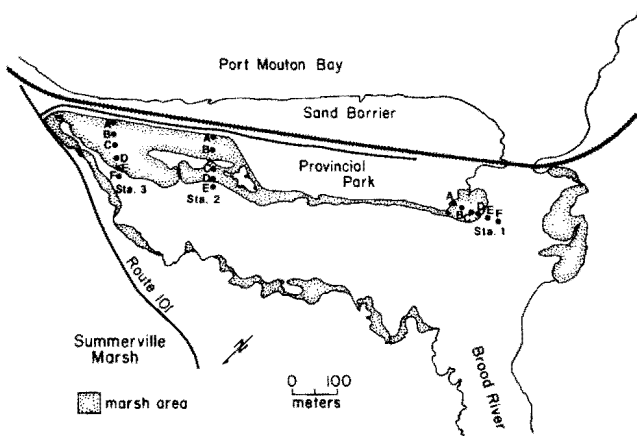 Port Mouton Bay
Sand Barrier
Provincial
Park
A
B
C
D
E
F
Sta. 3
A
B
C
D
E
Sta. 2
A
B
C
D
E
F
Sta. 1
Route 101
Summerville
Marsh
N
0 100
meters
marsh area
Broad River